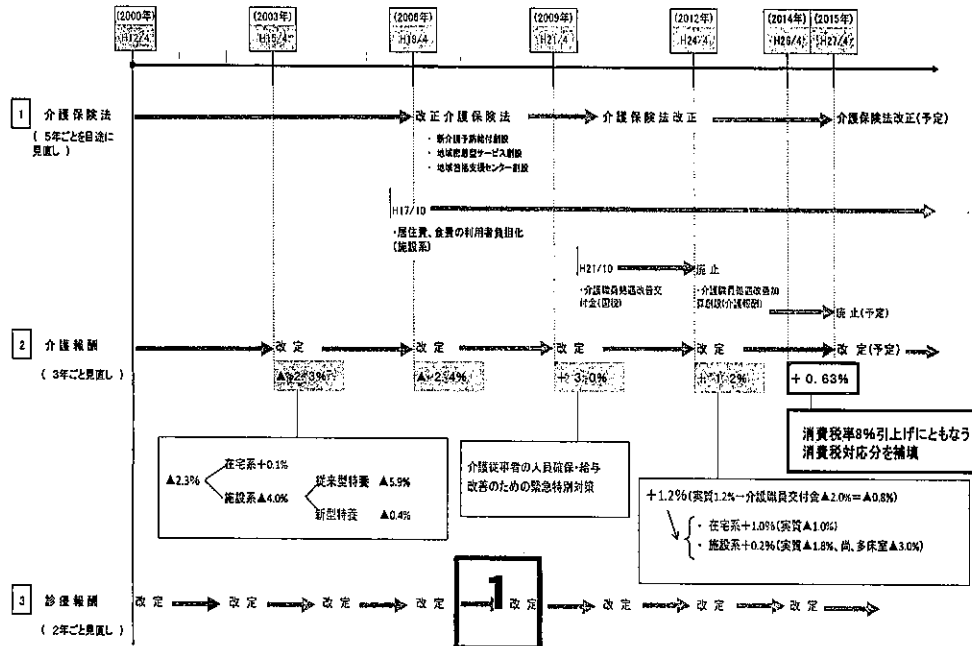 (2000年) (2003年) (2006年) (2009年) (2012年) (2014年) (2015年)
H12/4 H15/4 H18/4 H21/4 H24/4 H26/4 H27/4
1 介護保険法 改正介護保険法 介護保険法改正 介護保険法改正(予定)
( 5年ごとを目途に
見直し )
・ 新介護予防給付創設
・ 地域密着型サービス創設
・ 地域包括支援センター創設
H17/10
・居住費、食費の利用者負担化
(施設系)
H21/10 廃止
・介護職員処遇改善交
付金(国税)
・介護職員処遇改善加
算創設(介護報酬)
廃止(予定)
2 介護報酬 改定 改定 改定 改定 改定(予定)
( 3年ごと見直し )
▲2.3% ▲2.4% +3.0% +1.2% +0.63%
消費税率8%引上げにともなう
消費税対応分を補填
▲2.3%
在宅系+0.1%
施設系▲4.0%
従来型特養 ▲5.9%
新型特養 ▲0.4%
介護従事者の人員確保・給与
改善のための緊急特別対策
+1.2%(実質1.2%-介護職員交付金▲2.0%=▲0.8%)
・ 在宅系+1.0%(実質▲1.0%)
・ 施設系+0.2%(実質▲1.8%、尚、多床室▲3.0%)
1
3 診療報酬 改定 改定 改定 改定 改定 改定 改定 改定
( 2年ごと見直し )